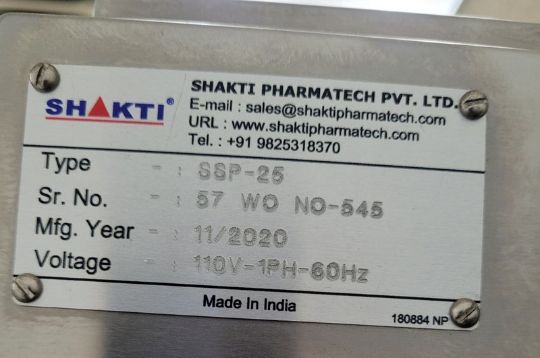 SHAKTI®
SHAKTI PHARMATECH PVT. LTD.
E-mail : sales@shaktipharmatech.com
URL : www.shaktipharmatech.com
Tel. : +91 9825318370
Type - : SSP-25
Sr. No. - : 57 WO NO-545
Mfg. Year - : 11/2020
Voltage - : 110V-1PH-60Hz
Made In India
180884 NP